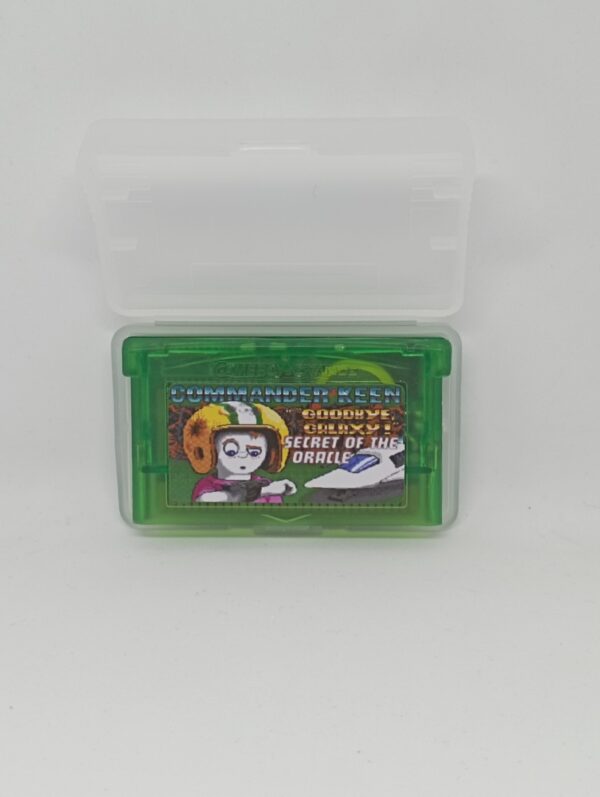 COMMANDER KEEN
"GOODBYE,
GALAXY!"
SECRET OF THE
ORACLE